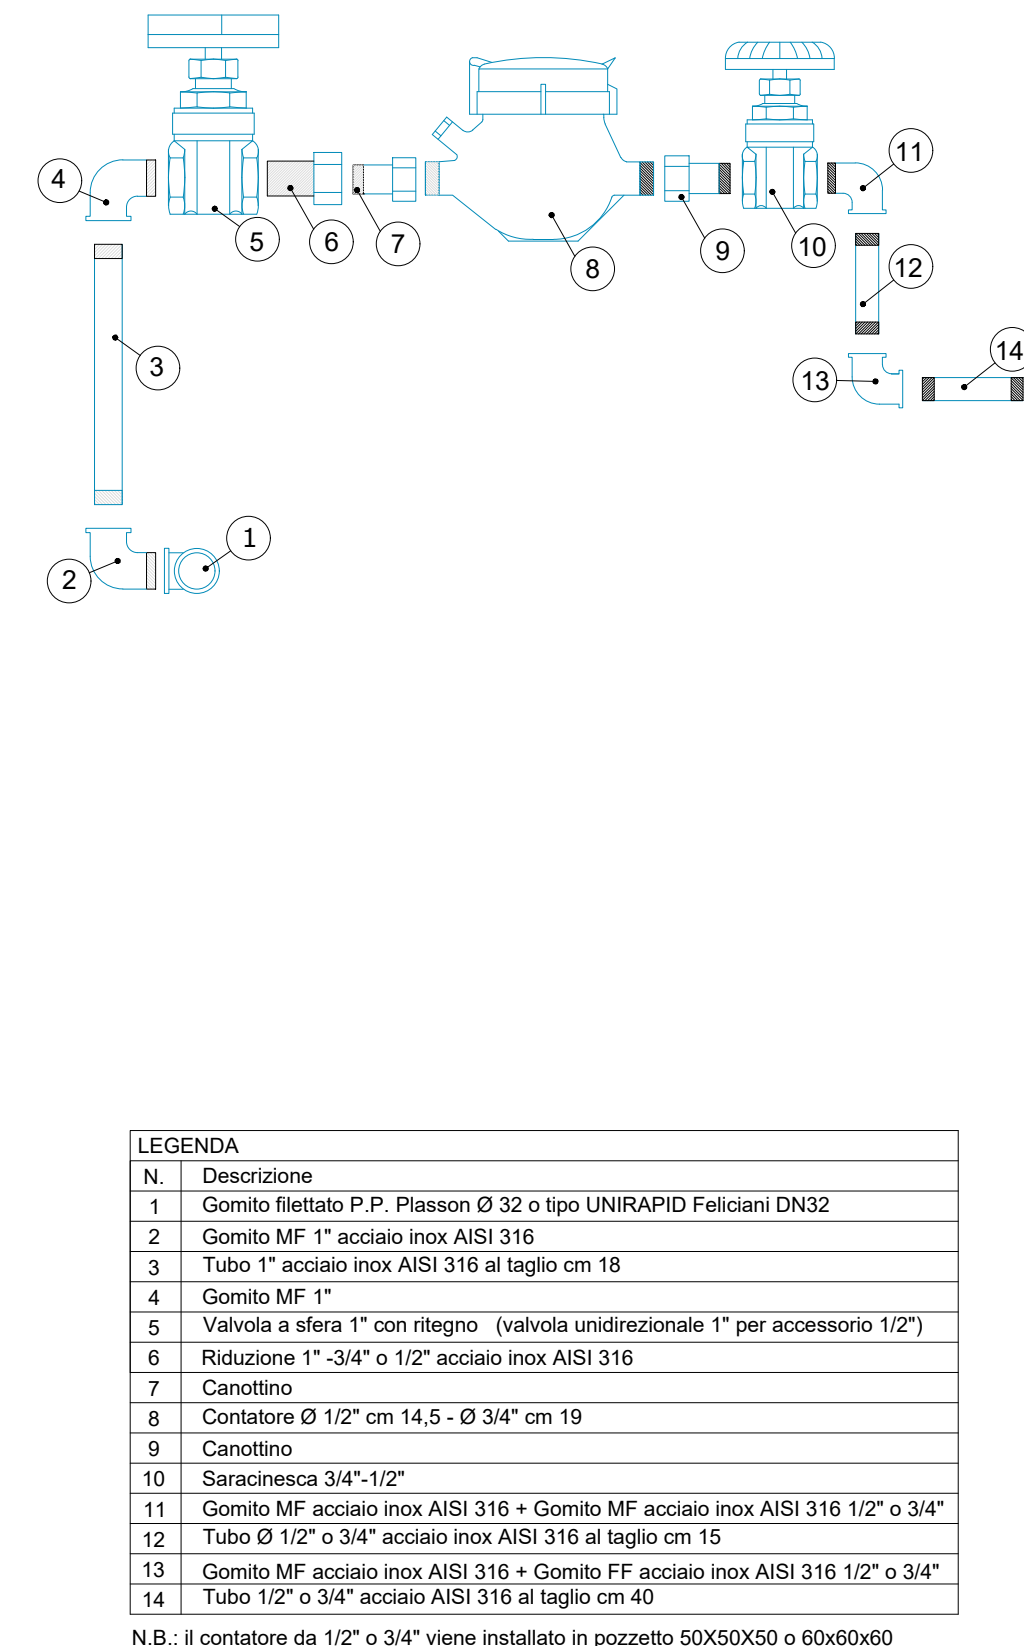 4
5
6
7
8
9
10
11
12
3
13
14
1
2
LEGENDA
N. Descrizione
1 Gomito filettato P.P. Plasson Ø 32 o tipo UNIRAPID Feliciani DN32
2 Gomito MF 1" acciaio inox AISI 316
3 Tubo 1" acciaio inox AISI 316 al taglio cm 18
4 Gomito MF 1"
5 Valvola a sfera 1" con ritegno (valvola unidirezionale 1" per accessorio 1/2")
6 Riduzione 1" -3/4" o 1/2" acciaio inox AISI 316
7 Canottino
8 Contatore Ø 1/2" cm 14,5 - Ø 3/4" cm 19
9 Canottino
10 Saracinesca 3/4"-1/2"
11 Gomito MF acciaio inox AISI 316 + Gomito MF acciaio inox AISI 316 1/2" o 3/4"
12 Tubo Ø 1/2" o 3/4" acciaio inox AISI 316 al taglio cm 15
13 Gomito MF acciaio inox AISI 316 + Gomito FF acciaio inox AISI 316 1/2" o 3/4"
14 Tubo 1/2" o 3/4" acciaio AISI 316 al taglio cm 40
N.B.: il contatore da 1/2" o 3/4" viene installato in pozzetto 50X50X50 o 60x60x60